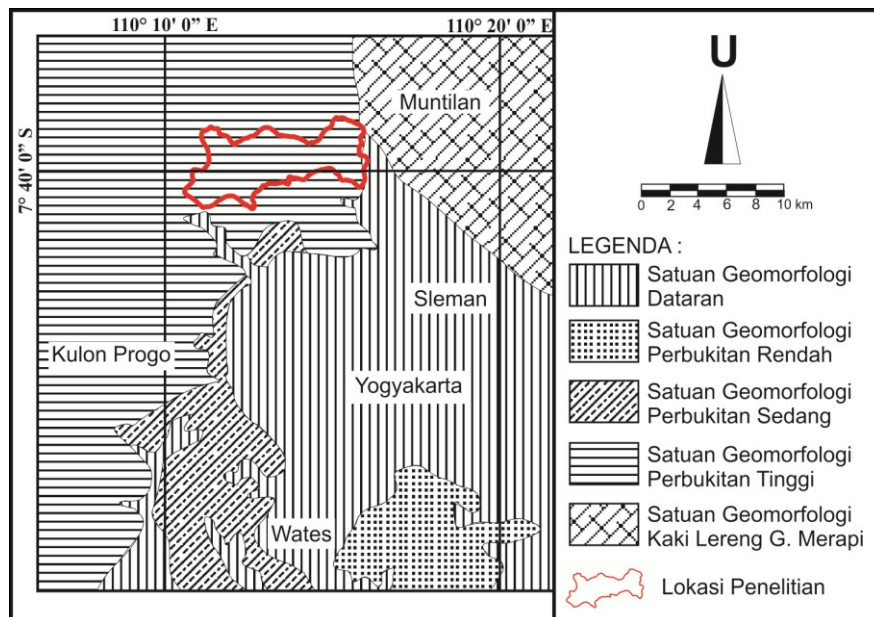 110° 10' 0” E
110° 20' 0” E
7° 40' 0” S
Muntilan
Sleman
Kulon Progo
Yogyakarta
Wates
U
0 2 4 6 8 10 km
LEGENDA :
Satuan Geomorfologi
Dataran
Satuan Geomorfologi
Perbukitan Rendah
Satuan Geomorfologi
Perbukitan Sedang
Satuan Geomorfologi
Perbukitan Tinggi
Satuan Geomorfologi
Kaki Lereng G. Merapi
Lokasi Penelitian